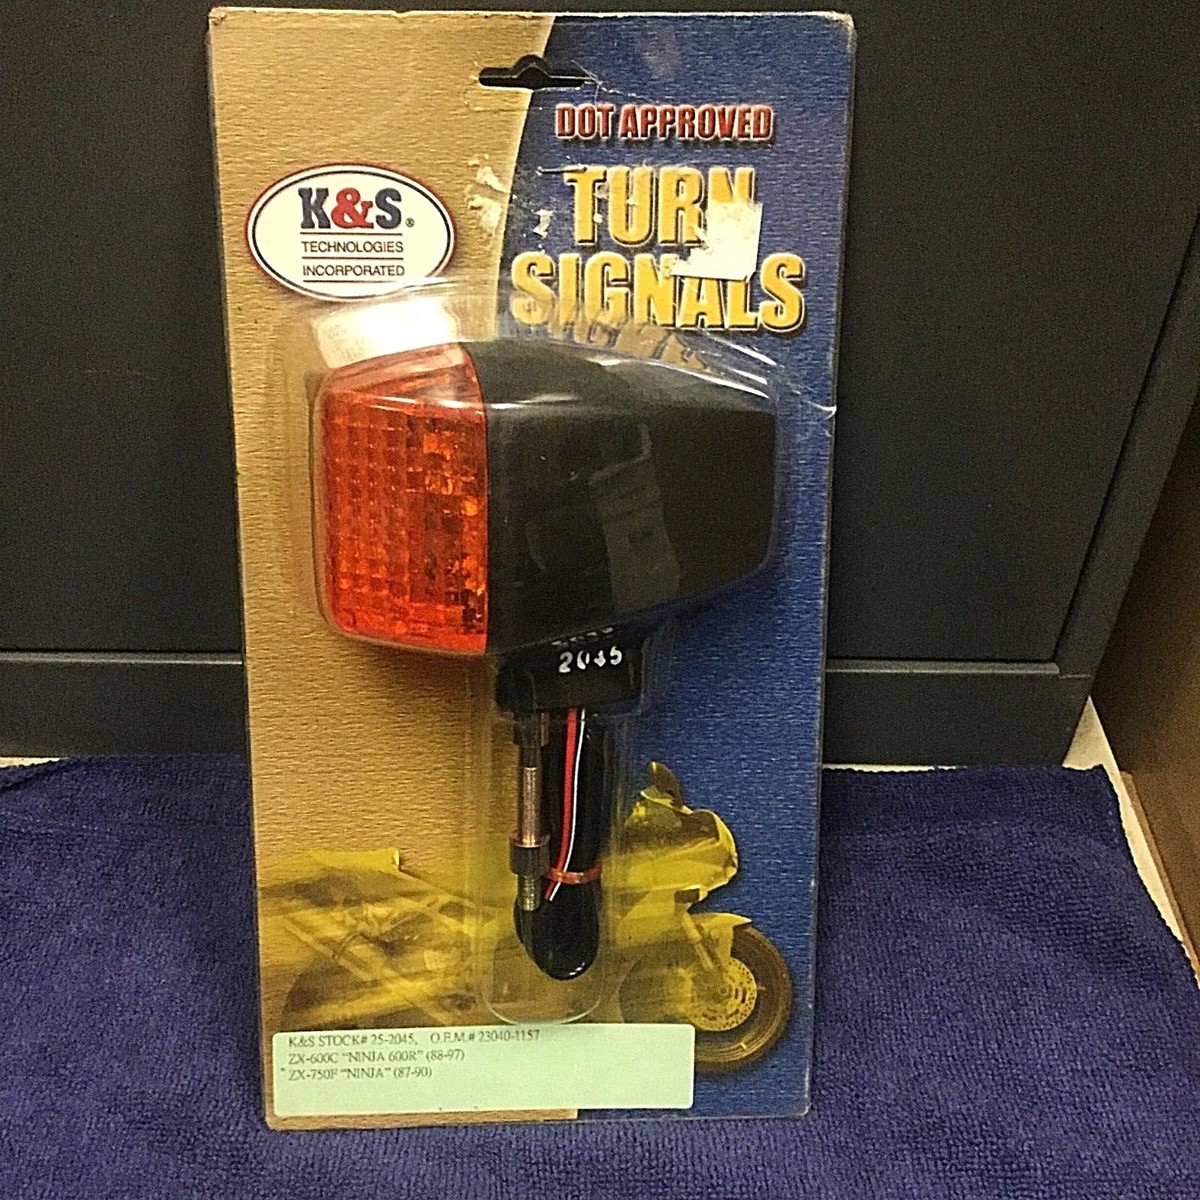 DOT APPROVED
K&S®
TECHNOLOGIES
INCORPORATED
TURN
SIGNALS
2045
K&S STOCK# 25-2045, O.E.M.# 23040-1157
ZX-600C "NINJA 600R" (88-97)
*ZX-750F "NINJA" (87-90)